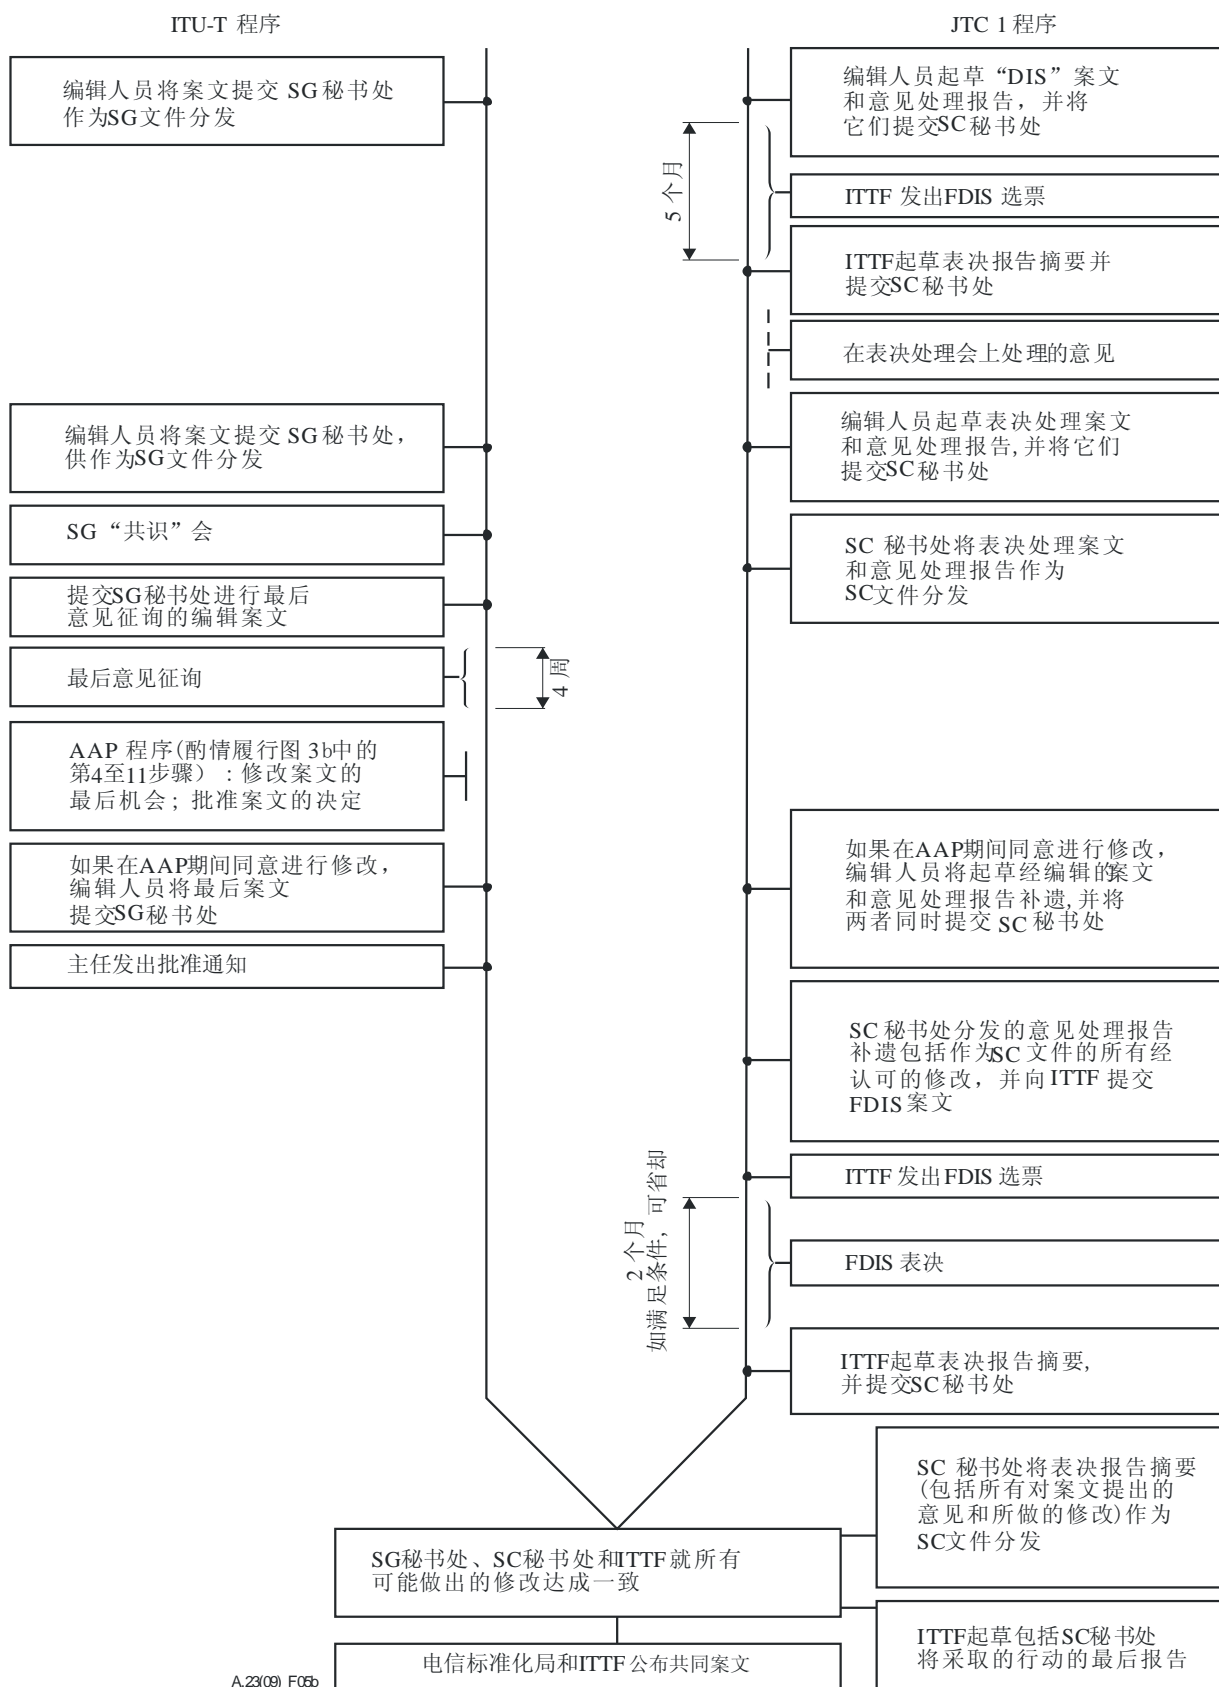 ITU-T 程序
编辑人员将案文提交 SG秘书处
作为SG文件分发
编辑人员将案文提交 SG秘书处，
供作为SG文件分发
SG“共识”会
提交SG秘书处进行最后
意见征询的编辑案文
最后意见征询
4 周
AAP 程序(酌情履行图 3b中的
第4至11步骤）：修改案文的
最后机会；批准案文的决定
如果在AAP期间同意进行修改，
编辑人员将最后案文
提交SG秘书处
主任发出批准通知
JTC 1程序
编辑人员起草“DIS”案文
和意见处理报告，并将
它们提交SC秘书处
5 个月
ITTF 发出FDIS 选票
ITTF起草表决报告摘要并
提交SC秘书处
在表决处理会上处理的意见
编辑人员起草表决处理案文
和意见处理报告,并将它们
提交SC秘书处
SC 秘书处将表决处理案文
和意见处理报告作为
SC文件分发
如果在AAP期间同意进行修改，
编辑人员将起草经编辑的案文
和意见处理报告补遗,并将
两者同时提交 SC 秘书处
SC 秘书处分发的意见处理报告
补遗包括作为SC 文件的所有经
认可的修改，并向ITTF 提交
FDIS案文
ITTF 发出FDIS 选票
2 个月
如满足条件，可省却
FDIS 表决
ITTF起草表决报告摘要,
并提交SC秘书处
SC 秘书处将表决报告摘要
(包括所有对案文提出的
意见和所做的修改)作为
SC文件分发
SG秘书处、SC秘书处和ITTF就所有
可能做出的修改达成一致
ITTF起草包括SC秘书处
将采取的行动的最后报告
电信标准化局和ITTF公布共同案文
A.23(09)_F05b